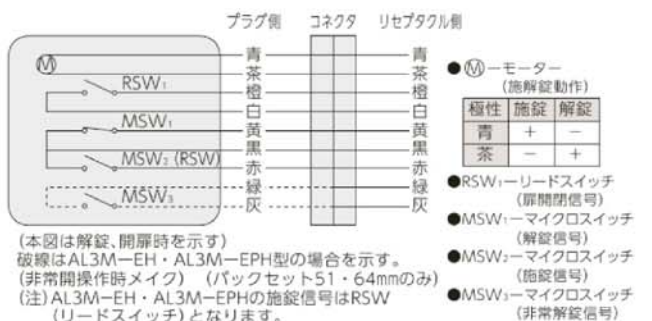 プラグ側 コネクタ リセプタクル側
M
青 青
茶 茶
RSW₁
橙 橙
白 白
MSW₁
黄 黄
黒 黒
MSW₂ (RSW)
赤 赤
緑 緑
MSW₃
灰 灰
(本図は解錠、開扉時を示す)
破線はAL3M－EH・AL3M－EPH型の場合を示す。
(非常開操作時メイク) (バックセット51・64mmのみ)
(注)AL3M－EH・AL3M－EPHの施錠信号はRSW
(リードスイッチ)となります。
●Ⓜ－モーター
(施解錠動作)
極性 施錠 解錠
青 ＋ －
茶 － ＋
●RSW₁－リードスイッチ
(扉開閉信号)
●MSW₁－マイクロスイッチ
(解錠信号)
●MSW₂－マイクロスイッチ
(施錠信号)
●MSW₃－マイクロスイッチ
(非常解錠信号)